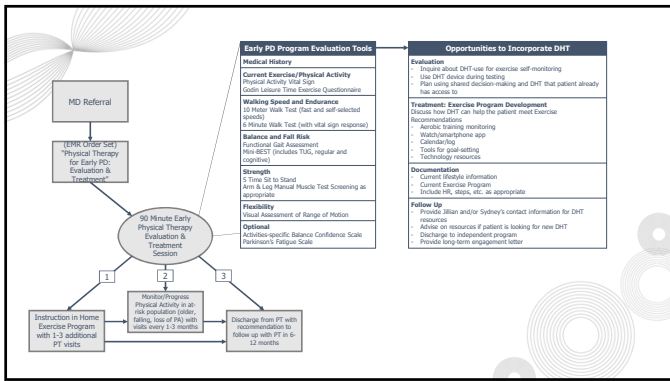 MD Referral
(EMR Order Set)
"Physical Therapy
for Early PD:
Evaluation &
Treatment"
90 Minute Early
Physical Therapy
Evaluation &
Treatment
Session
1
2
3
Instruction in Home
Exercise Program
with 1-3 additional
PT visits
Monitor/Progress
Physical Activity in at-
risk population (older,
falling, loss of PA) with
visits every 1-3 months
Discharge from PT with
recommendation to
follow up with PT in 6-
12 months
Early PD Program Evaluation Tools
Medical History
Current Exercise/Physical Activity
Physical Activity Vital Sign
Godin Leisure Time Exercise Questionnaire
Walking Speed and Endurance
10 Meter Walk Test (fast and self-selected
speeds)
6 Minute Walk Test (with vital sign response)
Balance and Fall Risk
Functional Gait Assessment
Mini-BEST (includes TUG, regular and
cognitive)
Strength
5 Time Sit to Stand
Arm & Leg Manual Muscle Test Screening as
appropriate
Flexibility
Visual Assessment of Range of Motion
Optional
Activities-specific Balance Confidence Scale
Parkinson's Fatigue Scale
Opportunities to Incorporate DHT
Evaluation
- Inquire about DHT-use for exercise self-monitoring
- Use DHT device during testing
- Plan using shared decision-making and DHT that patient already
has access to
Treatment: Exercise Program Development
Discuss how DHT can help the patient meet Exercise
Recommendations
- Aerobic training monitoring
- Watch/smartphone app
- Calendar/log
- Tools for goal-setting
- Technology resources
Documentation
- Current lifestyle information
- Current Exercise Program
- Include HR, steps, etc. as appropriate
Follow Up
- Provide Jillian and/or Sydney's contact information for DHT
resources
- Advise on resources if patient is looking for new DHT
- Discharge to independent program
- Provide long-term engagement letter